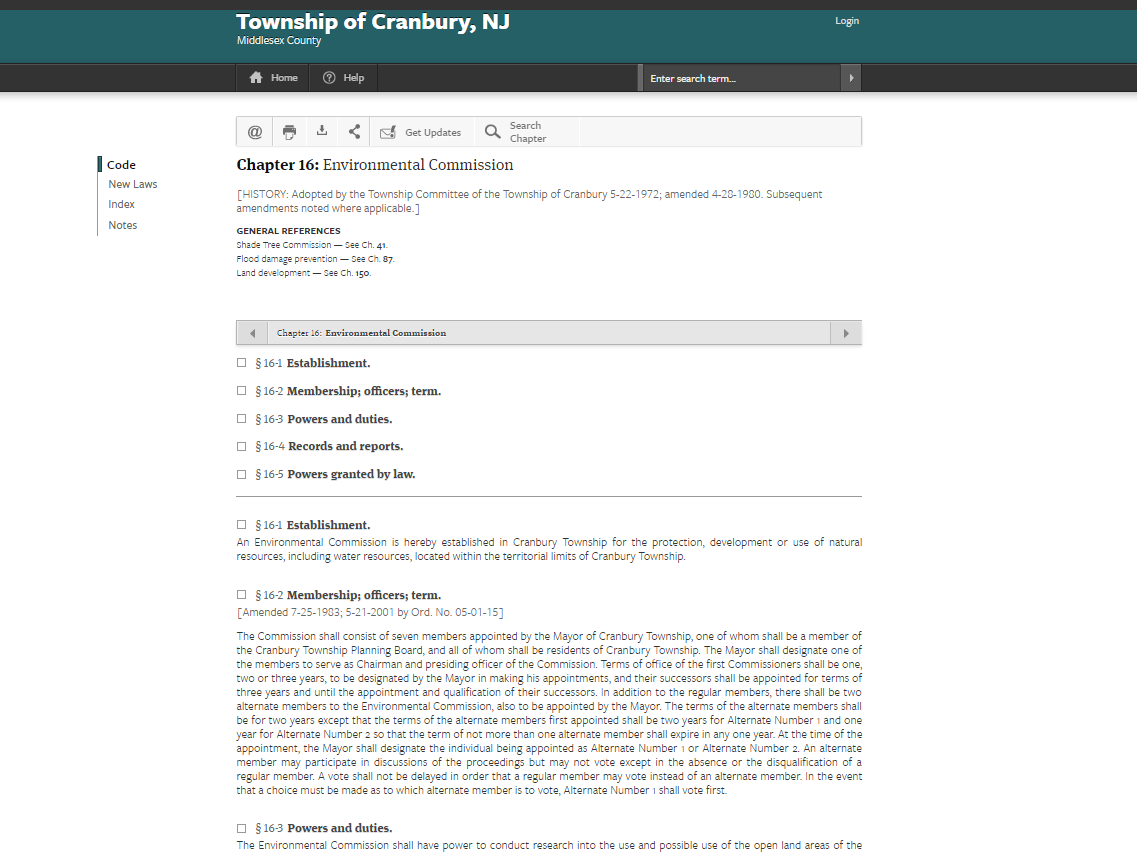 Township of Cranbury, NJ
Middlesex County
Login
Home
Help
Enter search term...
@
Get Updates
Search
Chapter
Code
New Laws
Index
Notes
Chapter 16: Environmental Commission
[HISTORY: Adopted by the Township Committee of the Township of Cranbury 5-22-1972; amended 4-28-1980. Subsequent
amendments noted where applicable.]
GENERAL REFERENCES
Shade Tree Commission — See Ch. 41.
Flood damage prevention — See Ch. 87.
Land development — See Ch. 150.
Chapter 16: Environmental Commission
§ 16-1 Establishment.
§ 16-2 Membership; officers; term.
§ 16-3 Powers and duties.
§ 16-4 Records and reports.
§ 16-5 Powers granted by law.
§ 16-1 Establishment.
An Environmental Commission is hereby established in Cranbury Township for the protection, development or use of natural
resources, including water resources, located within the territorial limits of Cranbury Township.
§ 16-2 Membership; officers; term.
[Amended 7-25-1983; 5-21-2001 by Ord. No. 05-01-15]
The Commission shall consist of seven members appointed by the Mayor of Cranbury Township, one of whom shall be a member of
the Cranbury Township Planning Board, and all of whom shall be residents of Cranbury Township. The Mayor shall designate one of
the members to serve as Chairman and presiding officer of the Commission. Terms of office of the first Commissioners shall be one,
two or three years, to be designated by the Mayor in making his appointments, and their successors shall be appointed for terms of
three years and until the appointment and qualification of their successors. In addition to the regular members, there shall be two
alternate members to the Environmental Commission, also to be appointed by the Mayor. The terms of the alternate members shall
be for two years except that the terms of the alternate members first appointed shall be two years for Alternate Number 1 and one
year for Alternate Number 2 so that the term of not more than one alternate member shall expire in any one year. At the time of the
appointment, the Mayor shall designate the individual being appointed as Alternate Number 1 or Alternate Number 2. An alternate
member may participate in discussions of the proceedings but may not vote except in the absence or the disqualification of a
regular member. A vote shall not be delayed in order that a regular member may vote instead of an alternate member. In the event
that a choice must be made as to which alternate member is to vote, Alternate Number 1 shall vote first.
§ 16-3 Powers and duties.
The Environmental Commission shall have power to conduct research into the use and possible use of the open land areas of the